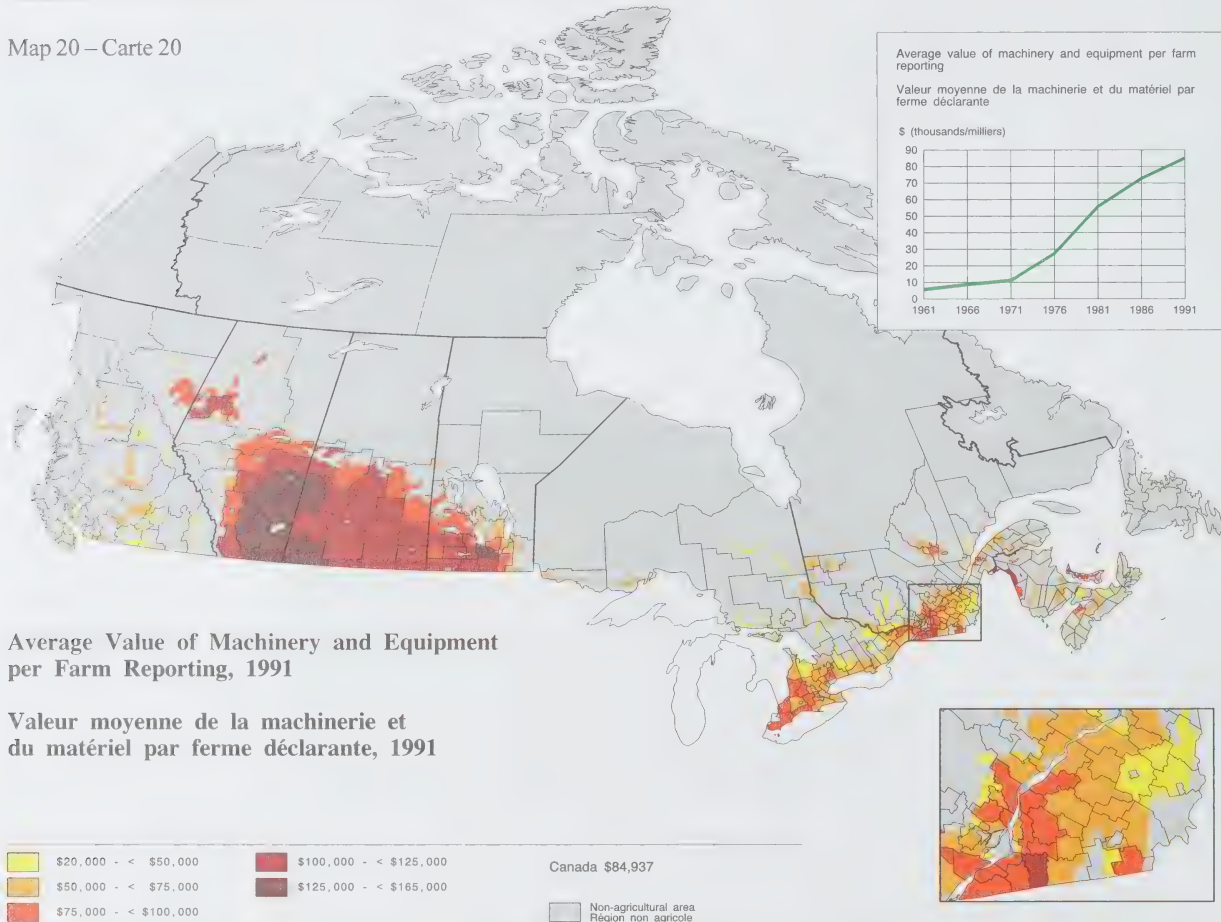 Map 20 – Carte 20
Average value of machinery and equipment per farm
reporting
Valeur moyenne de la machinerie et du matériel par
ferme déclarante
$ (thousands/milliers)
90
80
70
60
50
40
30
20
10
0
1961 1966 1971 1976 1981 1986 1991
Average Value of Machinery and Equipment
per Farm Reporting, 1991
Valeur moyenne de la machinerie et
du matériel par ferme déclarante, 1991
$20,000 - < $50,000
$50,000 - < $75,000
$75,000 - < $100,000
$100,000 - < $125,000
$125,000 - < $165,000
Canada $84,937
Non-agricultural area
Région non agricole